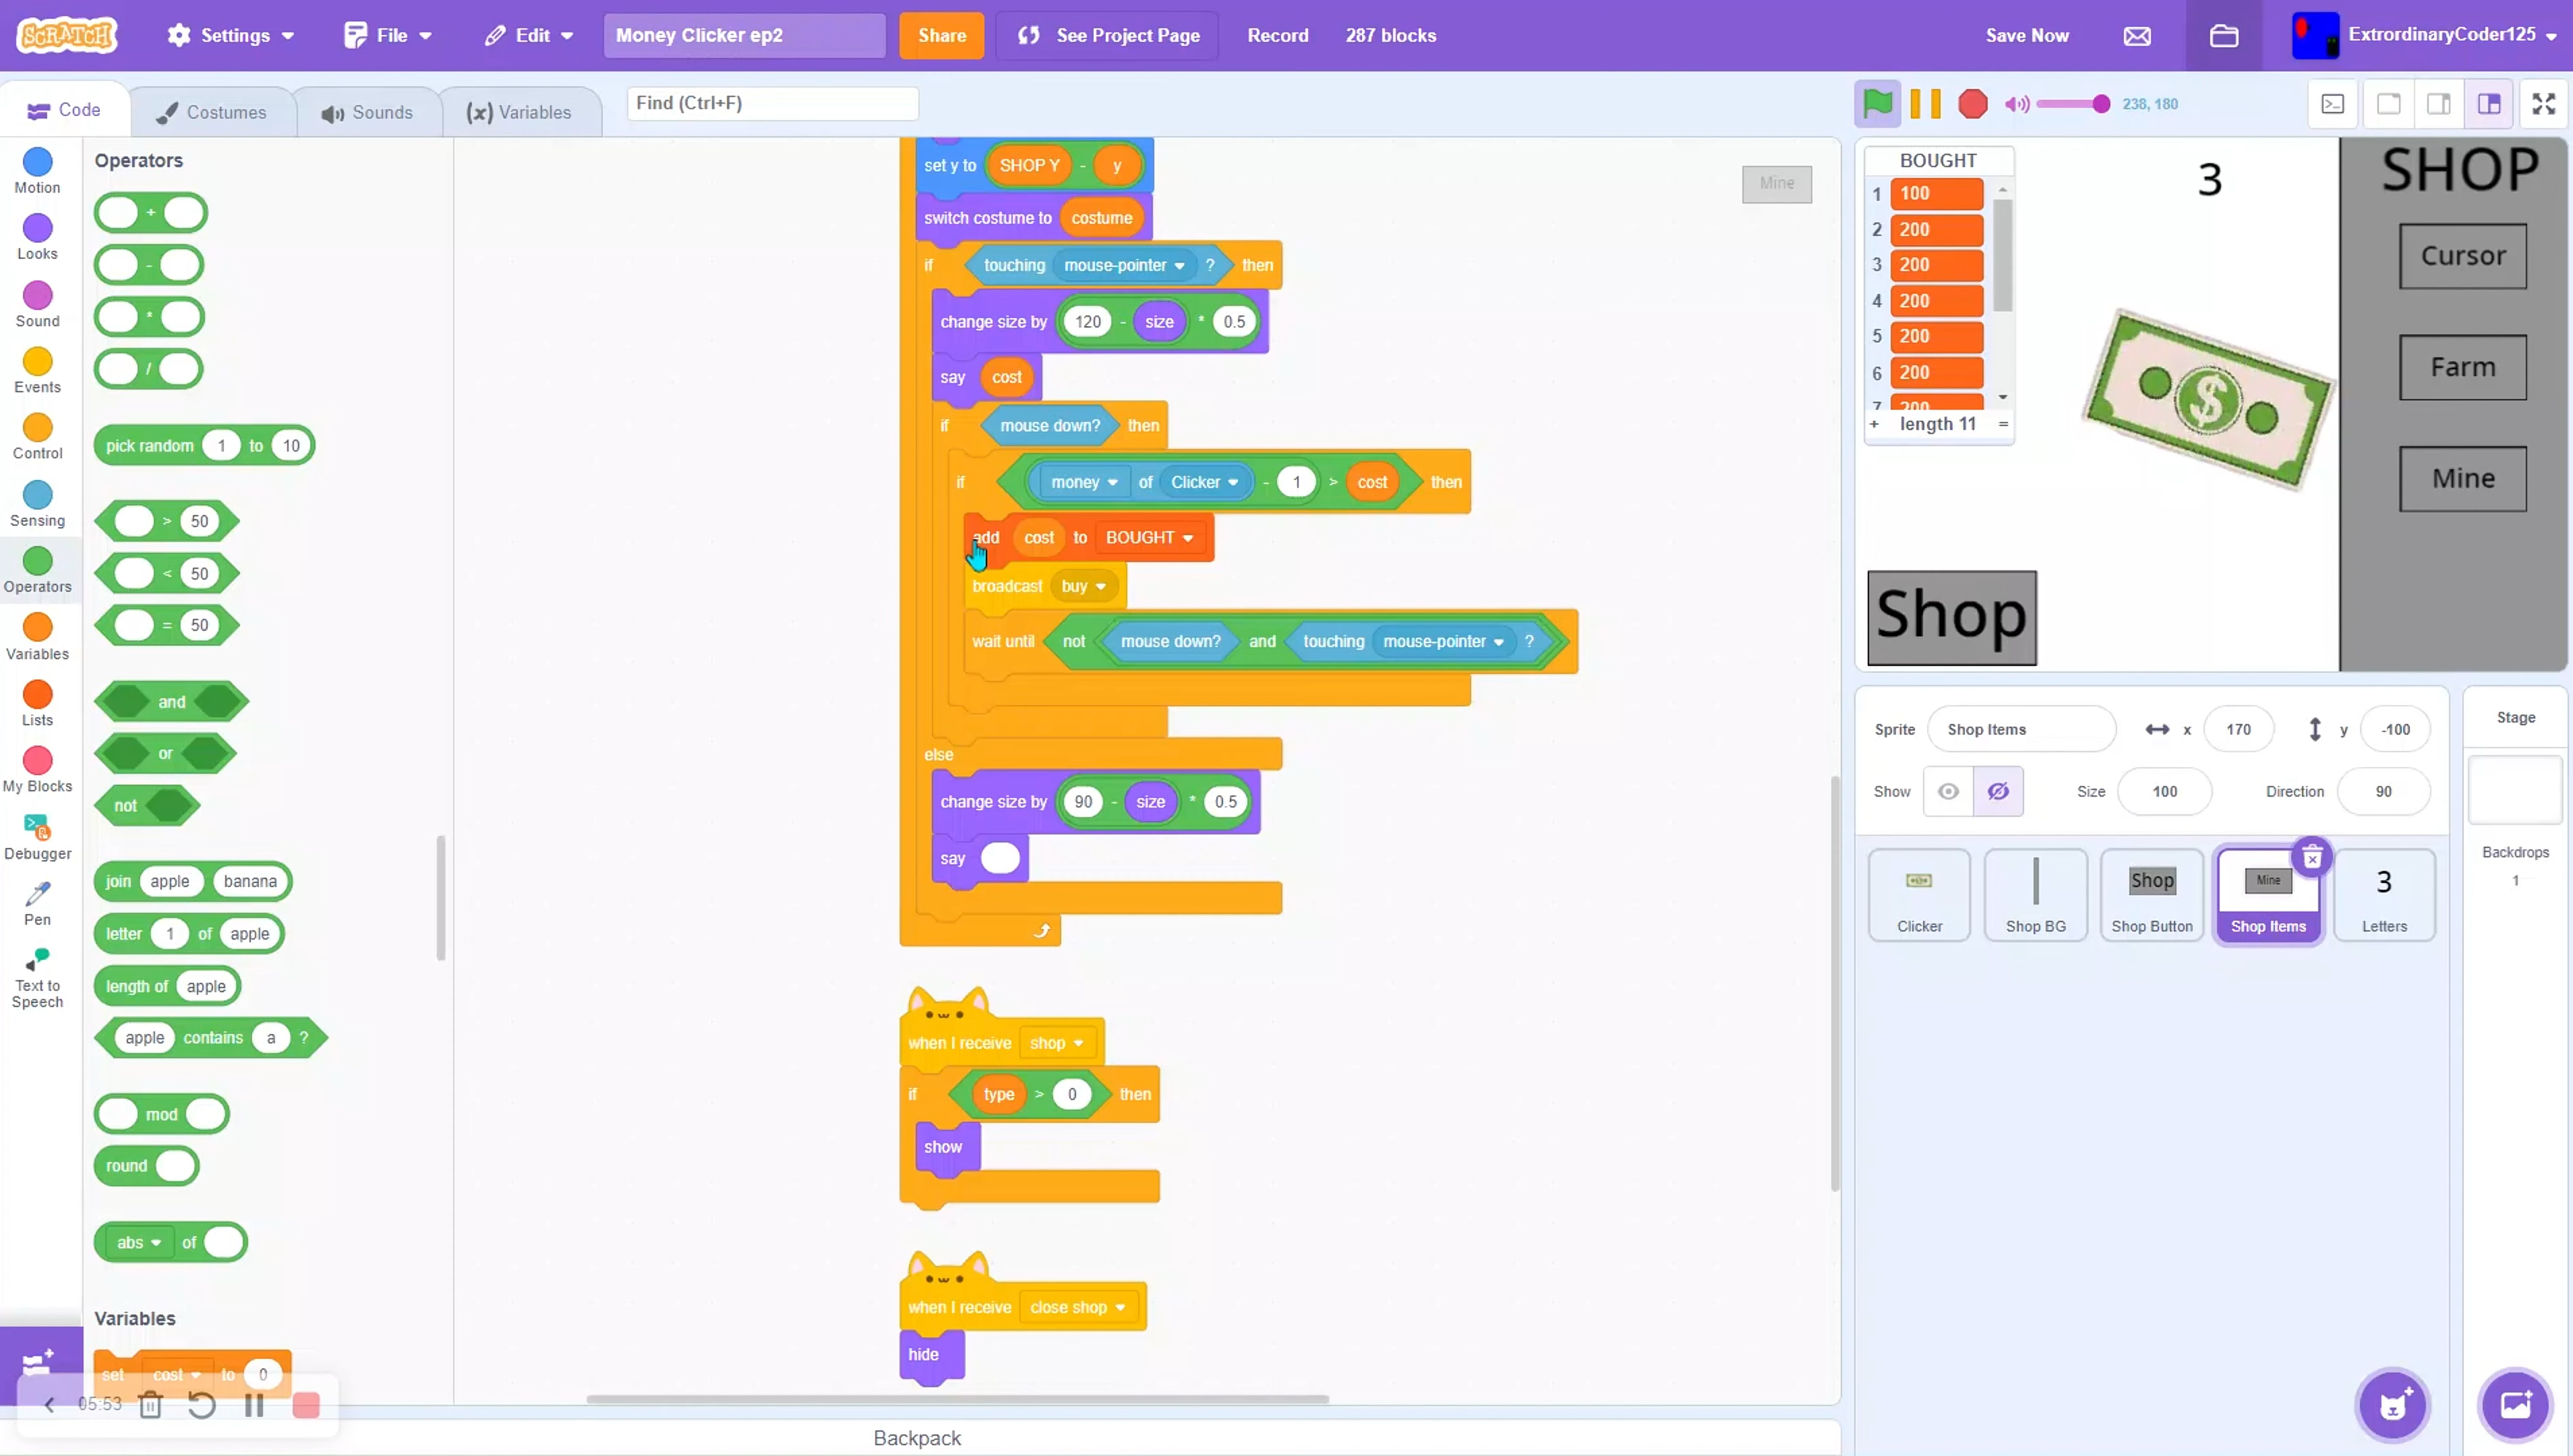 SCRATCH
Settings
File
Edit
Money Clicker ep2
Share
See Project Page
Record
287 blocks
Save Now
ExtrordinaryCoder125
Code
Costumes
Sounds
(x) Variables
Find (Ctrl+F)
238, 180
Motion
Looks
Sound
Events
Control
Sensing
Operators
Variables
Lists
My Blocks
Debugger
Pen
Text to
Speech
Operators
+
-
*
/
pick random 1 to 10
> 50
< 50
= 50
and
or
not
join apple banana
letter 1 of apple
length of apple
apple contains a ?
mod
round
abs of
Variables
set cost to 0
05:53
set y to SHOP Y - y
switch costume to costume
if touching mouse-pointer ? then
change size by 120 - size * 0.5
say cost
if mouse down? then
if money of Clicker - 1 > cost then
add cost to BOUGHT
broadcast buy
wait until not mouse down? and touching mouse-pointer ?
else
change size by 90 - size * 0.5
say
when I receive shop
if type > 0 then
show
when I receive close shop
hide
Mine
Backpack
BOUGHT
1 100
2 200
3 200
4 200
5 200
6 200
7 200
+ length 11 =
3
$
SHOP
Cursor
Farm
Mine
Shop
Sprite Shop Items x 170 y -100
Show Size 100 Direction 90
Clicker
Shop BG
Shop
Shop Button
Mine
Shop Items
3
Letters
Stage
Backdrops
1